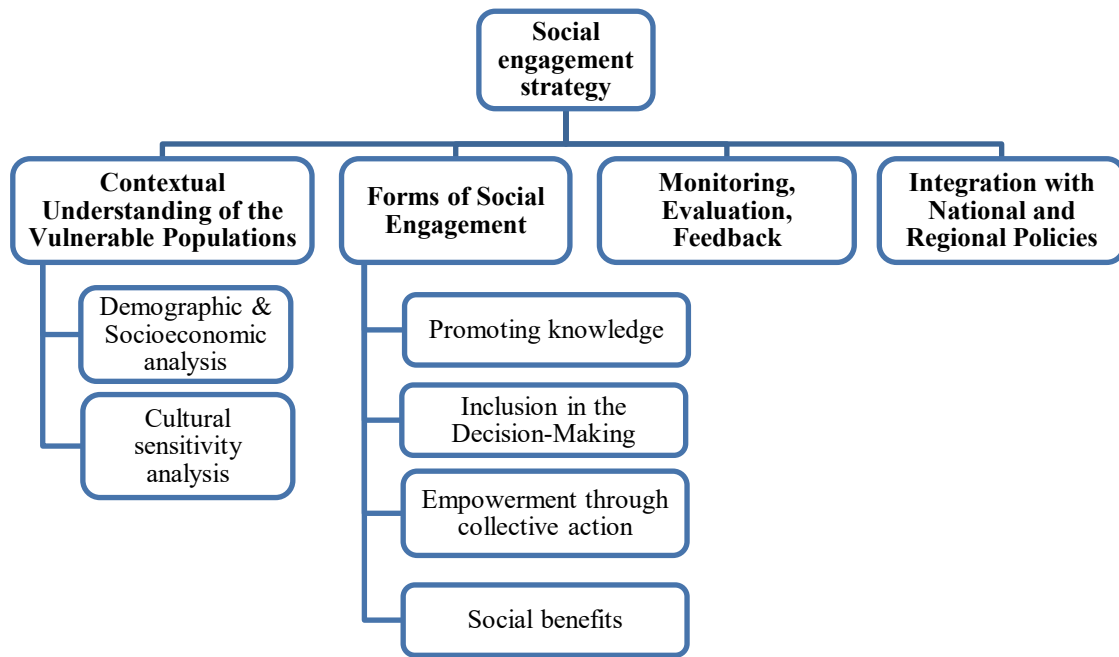 Social
engagement
strategy
Contextual
Understanding of the
Vulnerable Populations
Forms of Social
Engagement
Monitoring,
Evaluation,
Feedback
Integration with
National and
Regional Policies
Demographic &
Socioeconomic
analysis
Cultural
sensitivity
analysis
Promoting knowledge
Inclusion in the
Decision-Making
Empowerment through
collective action
Social benefits